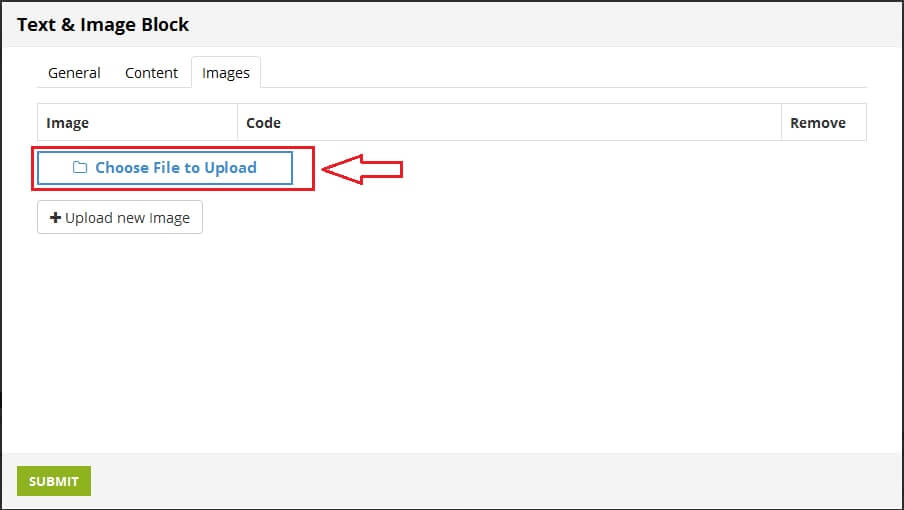 Text & Image Block
General Content Images
Image Code Remove
Choose File to Upload
Upload new Image
SUBMIT